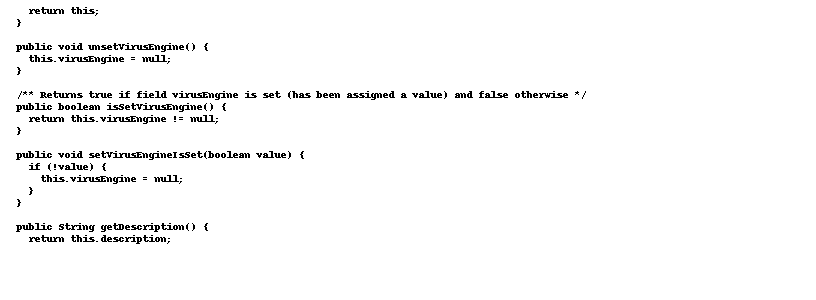 return this;
}
public void unsetVirusEngine() {
this.virusEngine = null;
}
/** Returns true if field virusEngine is set (has been assigned a value) and false otherwise */
public boolean isSetVirusEngine() {
return this.virusEngine != null;
}
public void setVirusEngineIsSet(boolean value) {
if (!value) {
this.virusEngine = null;
}
}
public String getDescription() {
return this.description;